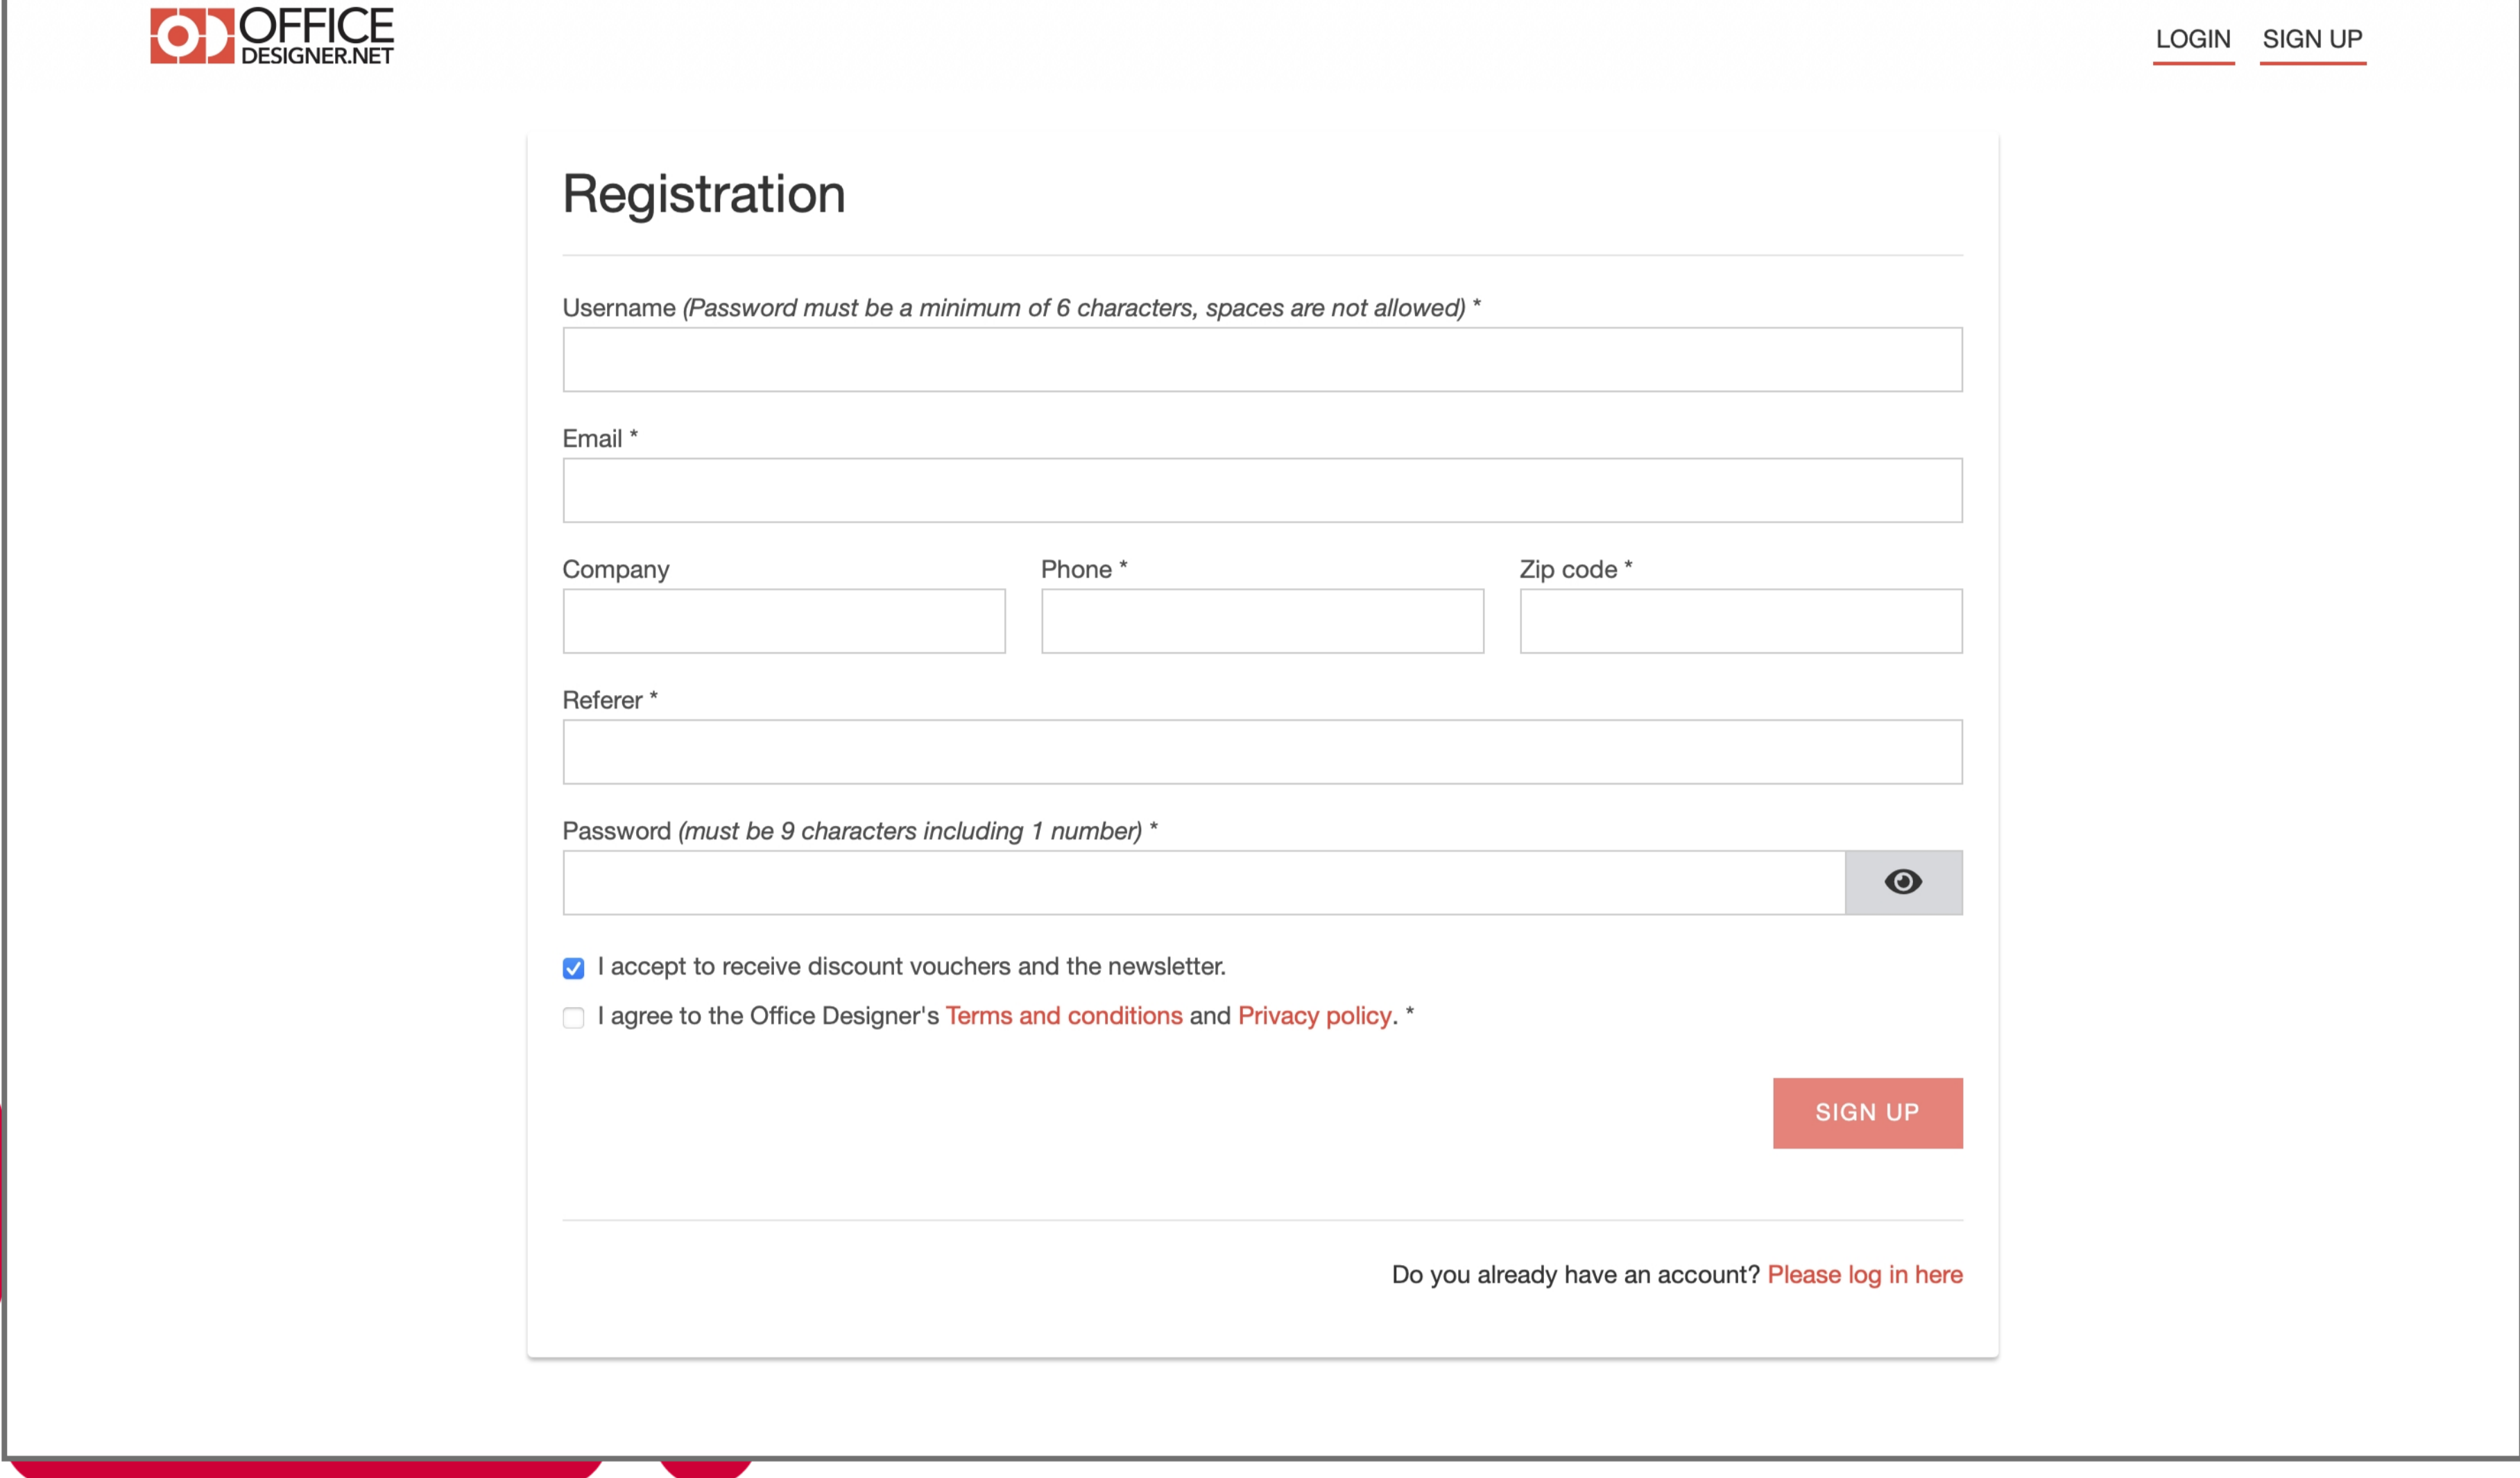 OFFICE
DESIGNER.NET
LOGIN SIGN UP
Registration
Username (Password must be a minimum of 6 characters, spaces are not allowed) *
Email *
Company Phone * Zip code *
Referer *
Password (must be 9 characters including 1 number) *
I accept to receive discount vouchers and the newsletter.
I agree to the Office Designer's Terms and conditions and Privacy policy. *
SIGN UP
Do you already have an account? Please log in here